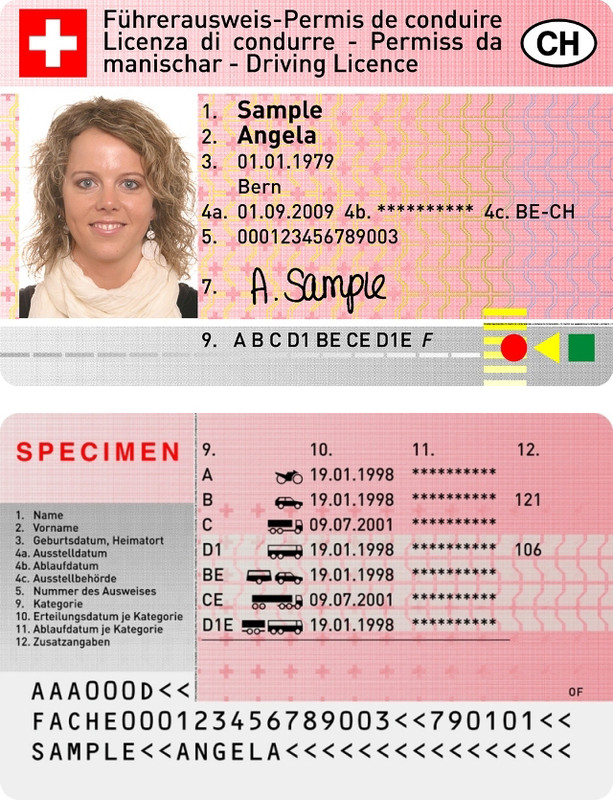 Führerausweis-Permis de conduire
Licenza di condurre - Permiss da
manischar - Driving Licence
CH
1. Sample
2. Angela
3. 01.01.1979
Bern
4a. 01.09.2009 4b. ********** 4c. BE-CH
5. 000123456789003
7. A. Sample
9. A B C D1 BE CE D1E F
SPECIMEN
9. 10. 11. 12.
A 19.01.1998 **********
B 19.01.1998 ********** 121
C 09.07.2001 **********
D1 19.01.1998 ********** 106
BE 19.01.1998 **********
CE 09.07.2001 **********
D1E 19.01.1998 **********
1. Name
2. Vorname
3. Geburtsdatum, Heimatort
4a. Ausstelldatum
4b. Ablaufdatum
4c. Ausstellbehörde
5. Nummer des Ausweises
9. Kategorie
10. Erteilungsdatum je Kategorie
11. Ablaufdatum je Kategorie
12. Zusatzangaben
OF
AAA000D<<
FACHE000123456789003<<790101<<
SAMPLE<<ANGELA<<<<<<<<<<<<<<<<